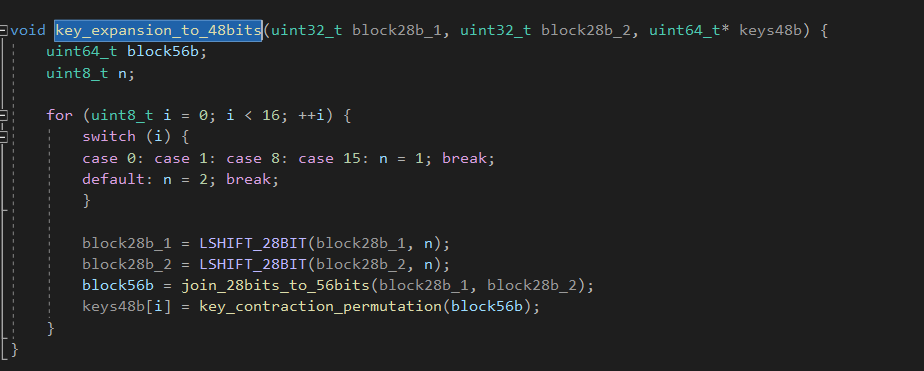 void key_expansion_to_48bits(uint32_t block28b_1, uint32_t block28b_2, uint64_t* keys48b) {
    uint64_t block56b;
    uint8_t n;

    for (uint8_t i = 0; i < 16; ++i) {
        switch (i) {
        case 0: case 1: case 8: case 15: n = 1; break;
        default: n = 2; break;
        }

        block28b_1 = LSHIFT_28BIT(block28b_1, n);
        block28b_2 = LSHIFT_28BIT(block28b_2, n);
        block56b = join_28bits_to_56bits(block28b_1, block28b_2);
        keys48b[i] = key_contraction_permutation(block56b);
    }
}